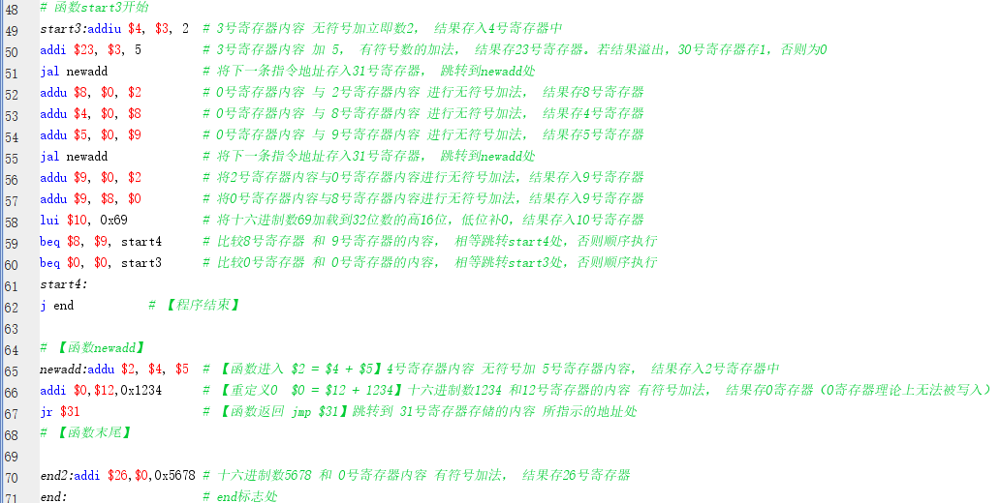 48 # 函数start3开始
49 start3:addiu $4, $3, 2 # 3号寄存器内容 无符号加立即数2, 结果存入4号寄存器中
50 addi $23, $3, 5 # 3号寄存器内容 加 5, 有符号数的加法, 结果存23号寄存器。若结果溢出,30号寄存器存1,否则为0
51 jal newadd # 将下一条指令地址存入31号寄存器, 跳转到newadd处
52 addu $8, $0, $2 # 0号寄存器内容 与 2号寄存器内容 进行无符号加法, 结果存8号寄存器
53 addu $4, $0, $8 # 0号寄存器内容 与 8号寄存器内容 进行无符号加法, 结果存4号寄存器
54 addu $5, $0, $9 # 0号寄存器内容 与 9号寄存器内容 进行无符号加法, 结果存5号寄存器
55 jal newadd # 将下一条指令地址存入31号寄存器, 跳转到newadd处
56 addu $9, $0, $2 # 将2号寄存器内容与0号寄存器内容进行无符号加法,结果存入9号寄存器
57 addu $9, $8, $0 # 将0号寄存器内容与8号寄存器内容进行无符号加法,结果存入9号寄存器
58 lui $10, 0x69 # 将十六进制数69加载到32位数的高16位,低位补0,结果存入10号寄存器
59 beq $8, $9, start4 # 比较8号寄存器 和 9号寄存器的内容, 相等跳转start4处,否则顺序执行
60 beq $0, $0, start3 # 比较0号寄存器 和 0号寄存器的内容, 相等跳转start3处,否则顺序执行
61 start4:
62 j end # 【程序结束】
63
64 # 【函数newadd】
65 newadd:addu $2, $4, $5 # 【函数进入 $2 = $4 + $5】4号寄存器内容 无符号加 5号寄存器内容, 结果存入2号寄存器中
66 addi $0,$12,0x1234 # 【重定义0 $0 = $12 + 1234】十六进制数1234 和12号寄存器的内容 有符号加法, 结果存0寄存器(0寄存器理论上无法被写入)
67 jr $31 # 【函数返回 jmp $31】跳转到 31号寄存器存储的内容 所指示的地址处
68 # 【函数末尾】
69
70 end2:addi $26,$0,0x5678 # 十六进制数5678 和 0号寄存器内容 有符号加法, 结果存26号寄存器
71 end: # end标志处